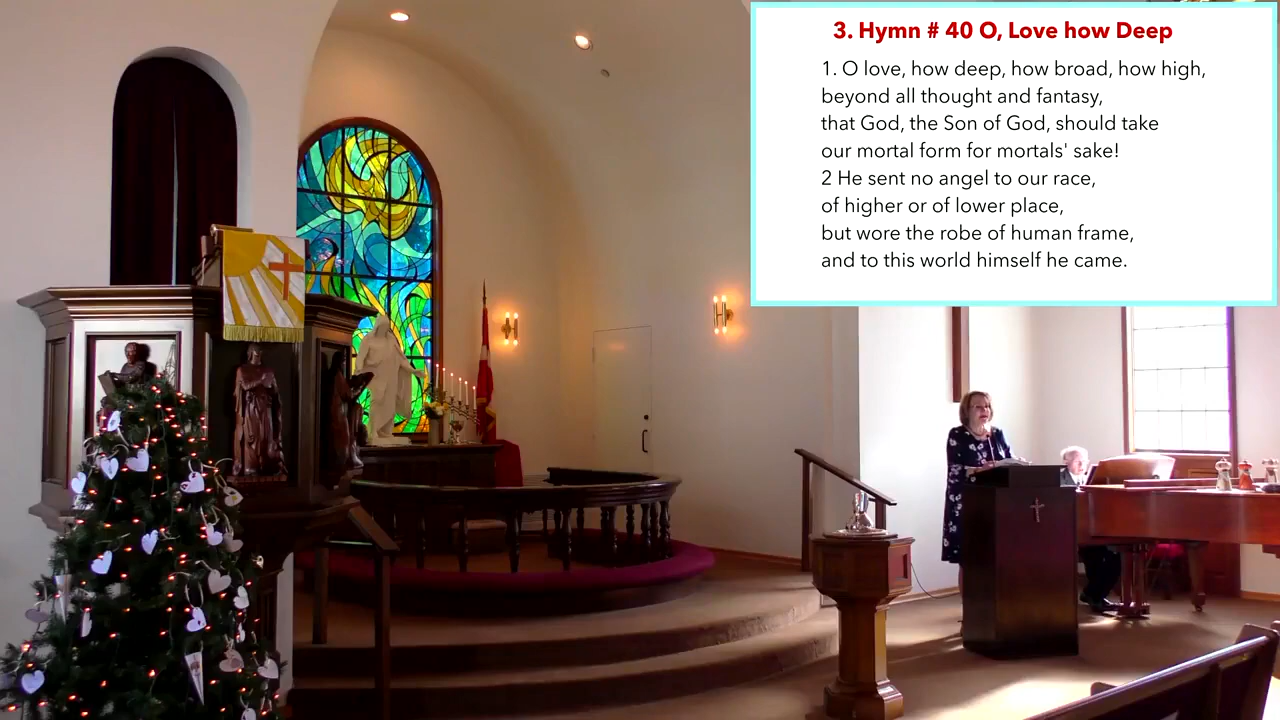 3. Hymn # 40 O, Love how Deep
1. O love, how deep, how broad, how high,
beyond all thought and fantasy,
that God, the Son of God, should take
our mortal form for mortals' sake!
2 He sent no angel to our race,
of higher or of lower place,
but wore the robe of human frame,
and to this world himself he came.